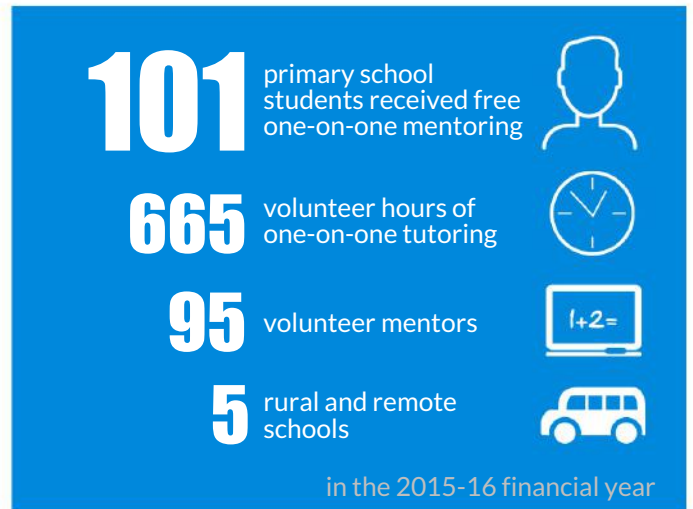 101
primary school
students received free
one-on-one mentoring
665
volunteer hours of
one-on-one tutoring
95
volunteer mentors
1+2=
5
rural and remote
schools
in the 2015-16 financial year